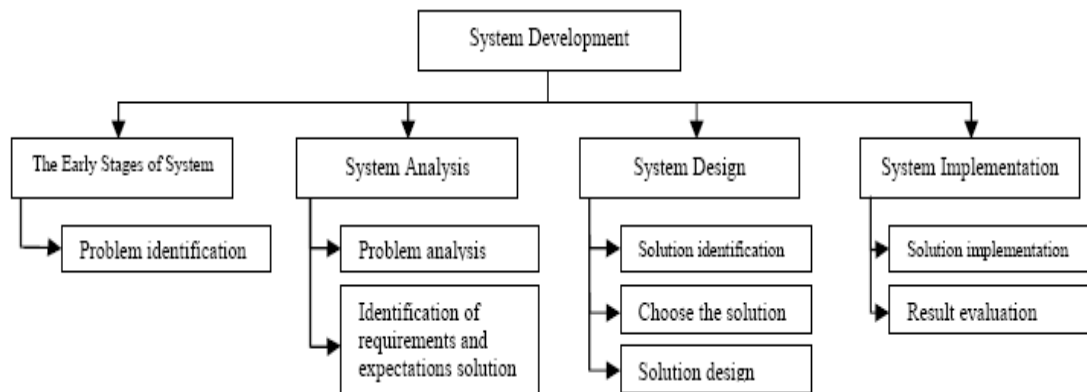 System Development
The Early Stages of System
System Analysis
System Design
System Implementation
Problem identification
Problem analysis
Identification of
requirements and
expectations solution
Solution identification
Choose the solution
Solution design
Solution implementation
Result evaluation